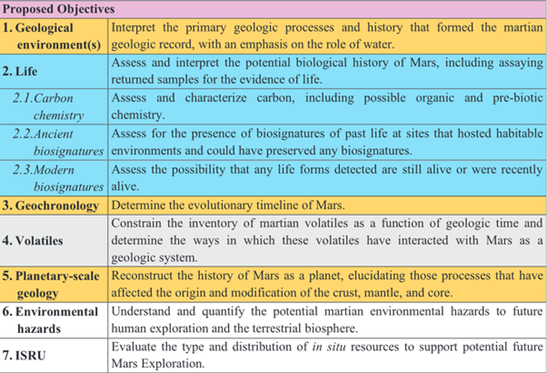 Proposed Objectives
1. Geological environment(s)
Interpret the primary geologic processes and history that formed the martian
geologic record, with an emphasis on the role of water.
2. Life
Assess and interpret the potential biological history of Mars, including assaying
returned samples for the evidence of life.
2.1.Carbon chemistry
Assess and characterize carbon, including possible organic and pre-biotic
chemistry.
2.2.Ancient biosignatures
Assess for the presence of biosignatures of past life at sites that hosted habitable
environments and could have preserved any biosignatures.
2.3.Modern biosignatures
Assess the possibility that any life forms detected are still alive or were recently
alive.
3. Geochronology
Determine the evolutionary timeline of Mars.
4. Volatiles
Constrain the inventory of martian volatiles as a function of geologic time and
determine the ways in which these volatiles have interacted with Mars as a
geologic system.
5. Planetary-scale geology
Reconstruct the history of Mars as a planet, elucidating those processes that have
affected the origin and modification of the crust, mantle, and core.
6. Environmental hazards
Understand and quantify the potential martian environmental hazards to future
human exploration and the terrestrial biosphere.
7. ISRU
Evaluate the type and distribution of in situ resources to support potential future
Mars Exploration.